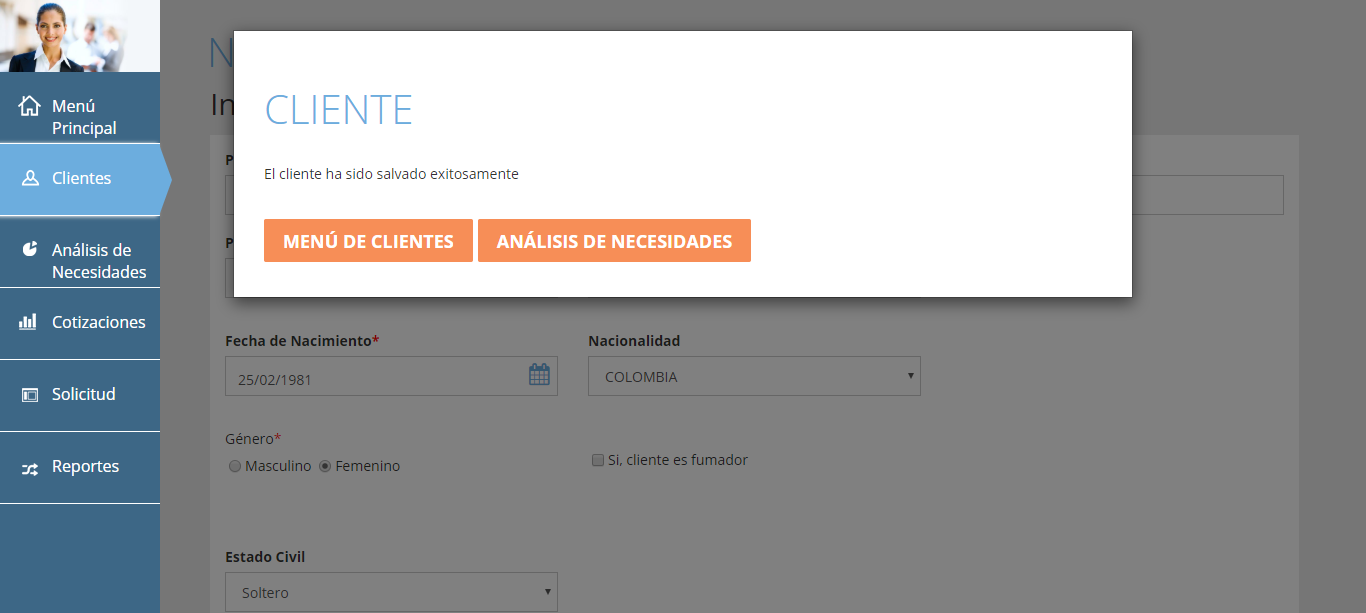 Menú
Principal
Clientes
Análisis de
Necesidades
Cotizaciones
Solicitud
Reportes
CLIENTE
El cliente ha sido salvado exitosamente
MENÚ DE CLIENTES
ANÁLISIS DE NECESIDADES
Fecha de Nacimiento*
Nacionalidad
25/02/1981
COLOMBIA
Género*
Masculino
Femenino
Si, cliente es fumador
Estado Civil
Soltero